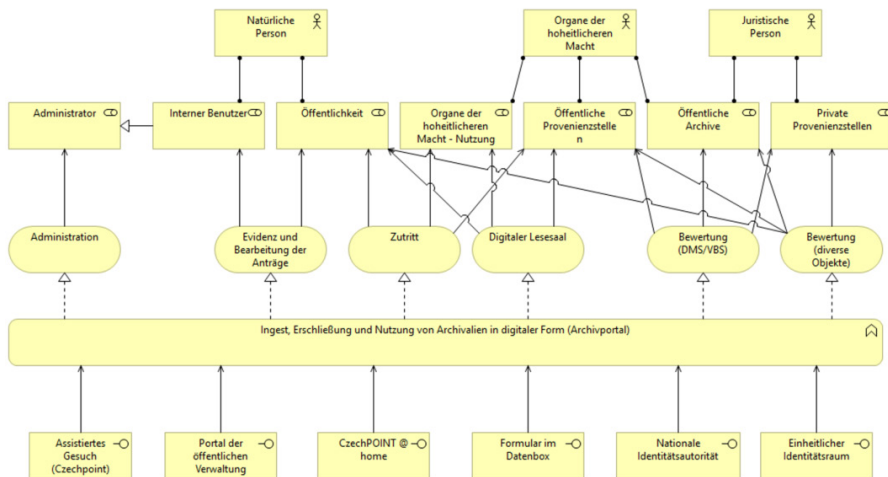 Natürliche
Person
Organe der
hoheitlicheren
Macht
Juristische
Person
Administrator
Interner Benutzer
Öffentlichkeit
Organe der
hoheitlicheren
Macht - Nutzung
Öffentliche
Provenienzstelle
n
Öffentliche
Archive
Private
Provenienzstellen
Administration
Evidenz und
Bearbeitung der
Anträge
Zutritt
Digitaler Lesesaal
Bewertung
(DMS/VBS)
Bewertung
(diverse
Objekte)
Ingest, Erschließung und Nutzung von Archivalien in digitaler Form (Archivportal)
Assistiertes
Gesuch
(Czechpoint)
Portal der
öffentlichen
Verwaltung
CzechPOINT @
home
Formular im
Datenbox
Nationale
Identitätsautorität
Einheitlicher
Identitätsraum